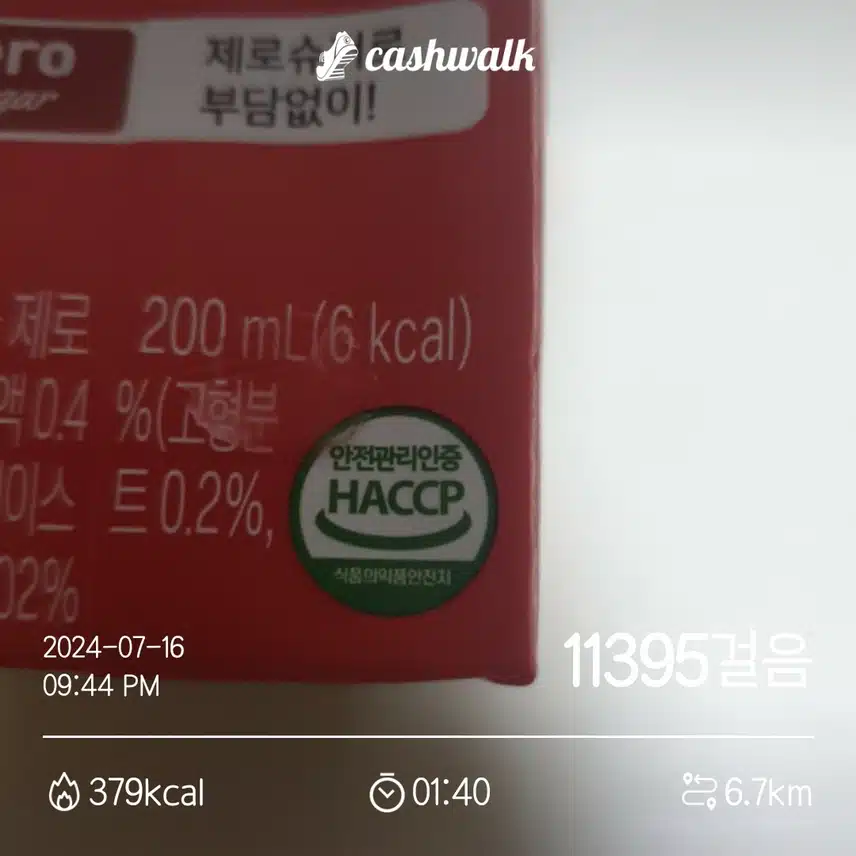 ero
제로슈거로
cashwalk
gar
부담없이!
제로 200 mL(6 kcal)
액 0.4 %(고형분
이스 트 0.2%,
02%
안전관리인증
HACCP
식품의약품안전처
2024-07-16
09:44 PM
11395걸음
379kcal
01:40
6.7km